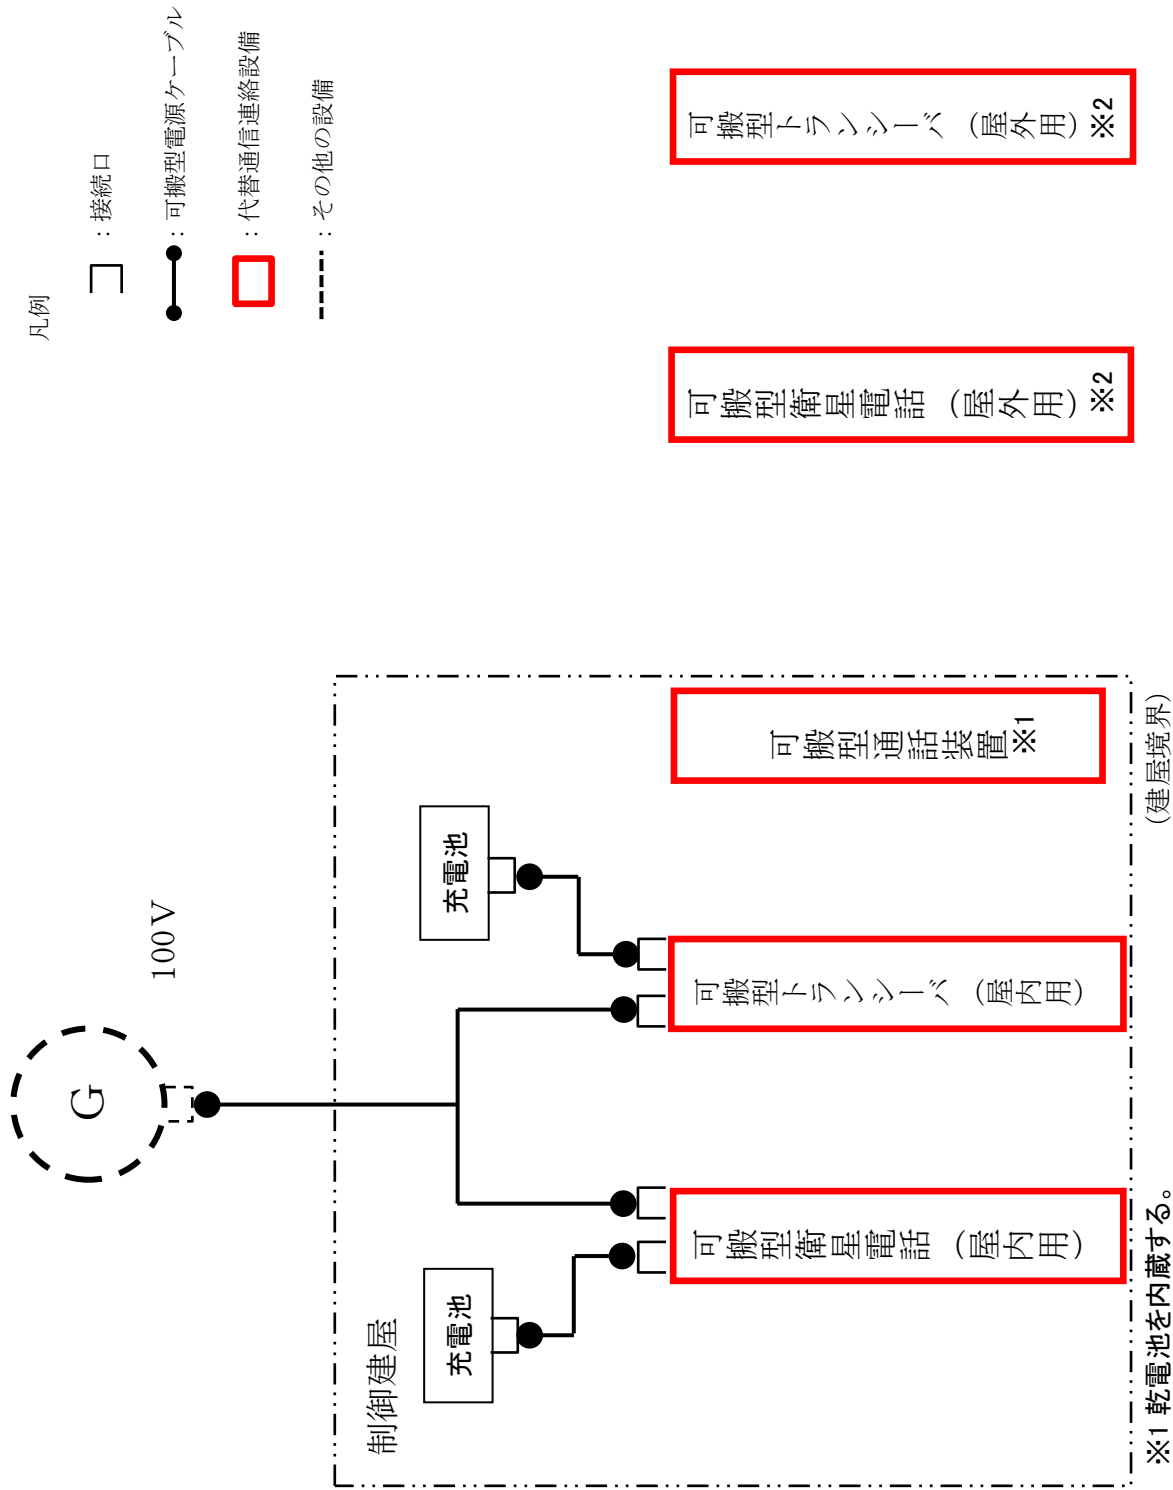 凡例
：接続口
：可搬型電源ケーブル
：代替通信連絡設備
：その他の設備
G
100V
制御建屋
充電池
充電池
可搬型衛星電話（屋内用）
可搬型トランシーバ（屋内用）
可搬型通話装置※1
可搬型衛星電話（屋外用）※2
可搬型トランシーバ（屋外用）※2
（建屋境界）
※1 乾電池を内蔵する。